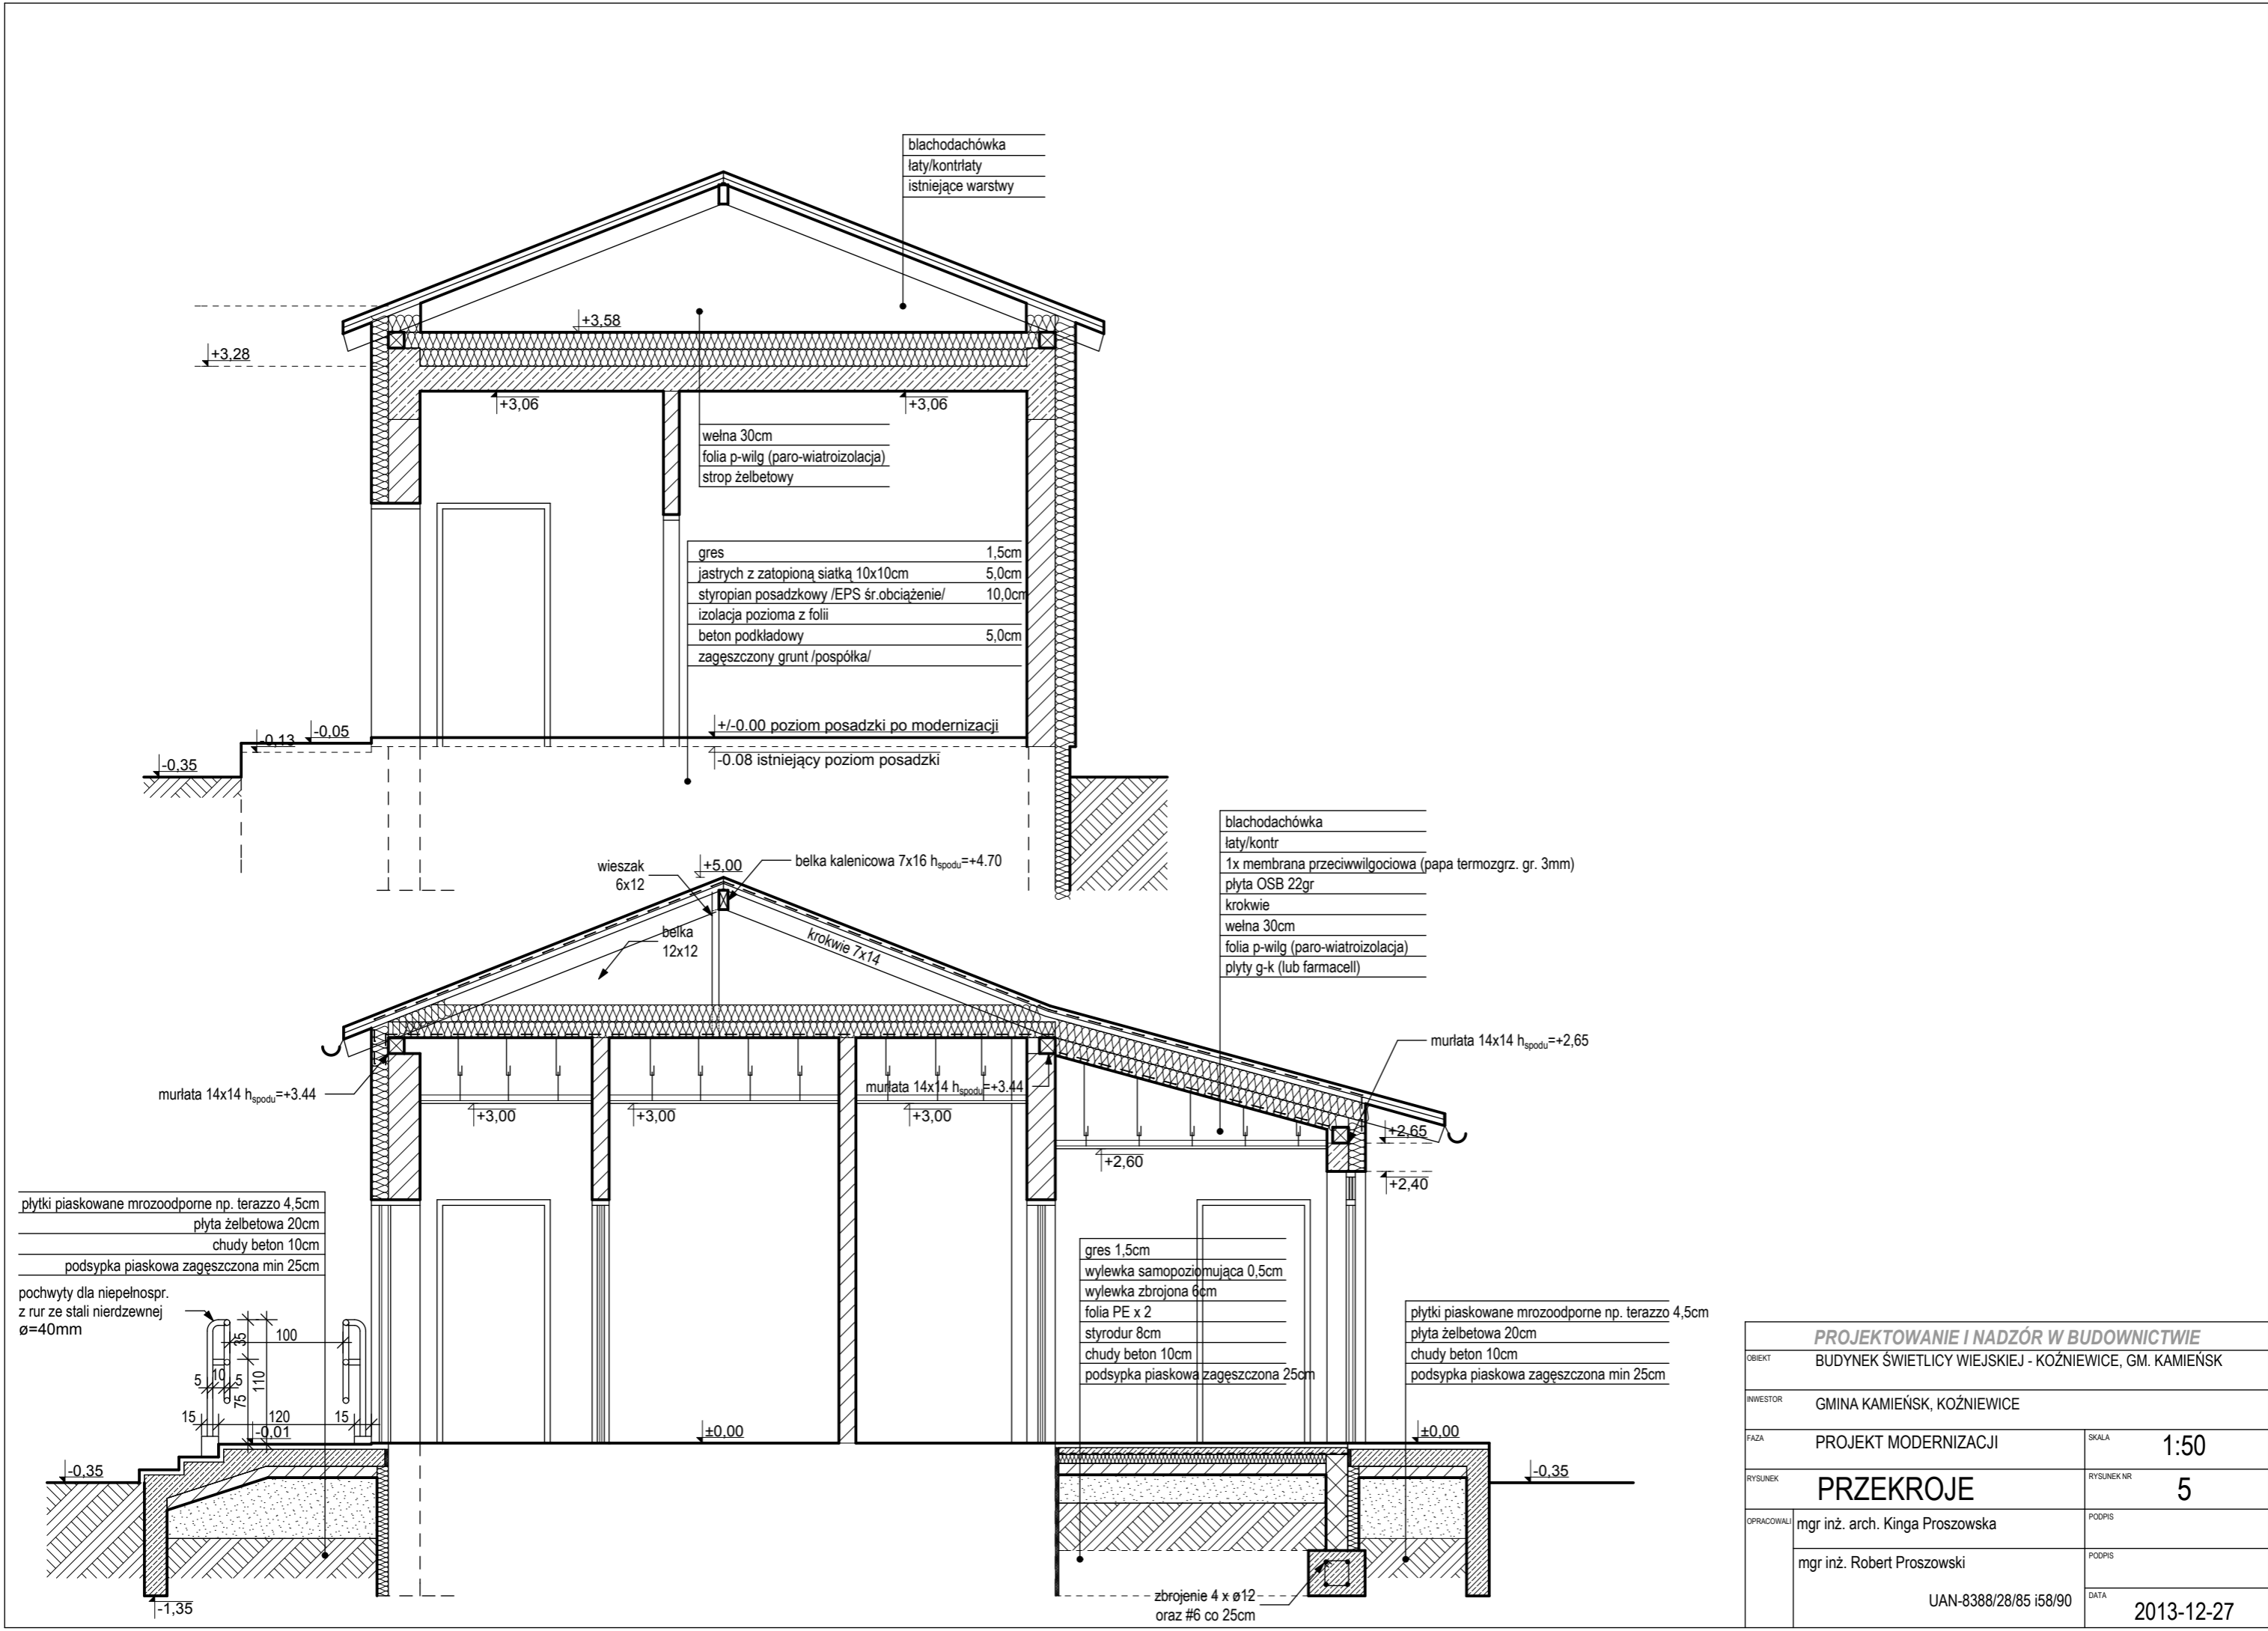 blachodachówka
łaty/kontrłaty
istniejące warstwy
+3,58
+3,28
+3,06
+3,06
wełna 30cm
folia p-wilg (paro-wiatroizolacja)
strop żelbetowy
gres 1,5cm
jastrych z zatopioną siatką 10x10cm 5,0cm
styropian posadzkowy /EPS śr.obciążenie/ 10,0cm
izolacja pozioma z folii
beton podkładowy 5,0cm
zagęszczony grunt /pospółka/
+/-0.00 poziom posadzki po modernizacji
-0,05
-0,13
-0.08 istniejący poziom posadzki
-0,35
blachodachówka
łaty/kontr
1x membrana przeciwwilgociowa (papa termozgrz. gr. 3mm)
płyta OSB 22gr
krokwie
wełna 30cm
folia p-wilg (paro-wiatroizolacja)
plyty g-k (lub farmacell)
wieszak
6x12
+5,00
belka kalenicowa 7x16 hspodu=+4.70
belka
12x12
krokwie 7x14
murłata 14x14 hspodu=+2,65
murłata 14x14 hspodu=+3.44
murłata 14x14 hspodu=+3.44
+3,00
+3,00
+3,00
+2,65
+2,60
+2,40
płytki piaskowane mrozoodporne np. terazzo 4,5cm
płyta żelbetowa 20cm
chudy beton 10cm
podsypka piaskowa zagęszczona min 25cm
pochwyty dla niepełnospr.
z rur ze stali nierdzewnej
ø=40mm
35
100
110
75
5
10
5
15
120
15
-0,01
-0,35
-1,35
±0,00
gres 1,5cm
wylewka samopoziomująca 0,5cm
wylewka zbrojona 6cm
folia PE x 2
styrodur 8cm
chudy beton 10cm
podsypka piaskowa zagęszczona 25cm
płytki piaskowane mrozoodporne np. terazzo 4,5cm
płyta żelbetowa 20cm
chudy beton 10cm
podsypka piaskowa zagęszczona min 25cm
±0,00
-0,35
zbrojenie 4 x ø12
oraz #6 co 25cm
PROJEKTOWANIE I NADZÓR W BUDOWNICTWIE
OBIEKT BUDYNEK ŚWIETLICY WIEJSKIEJ - KOŹNIEWICE, GM. KAMIEŃSK
INWESTOR GMINA KAMIEŃSK, KOŹNIEWICE
FAZA PROJEKT MODERNIZACJI SKALA 1:50
RYSUNEK PRZEKROJE RYSUNEK NR 5
OPRACOWALI mgr inż. arch. Kinga Proszowska PODPIS
mgr inż. Robert Proszowski PODPIS
UAN-8388/28/85 i58/90 DATA 2013-12-27